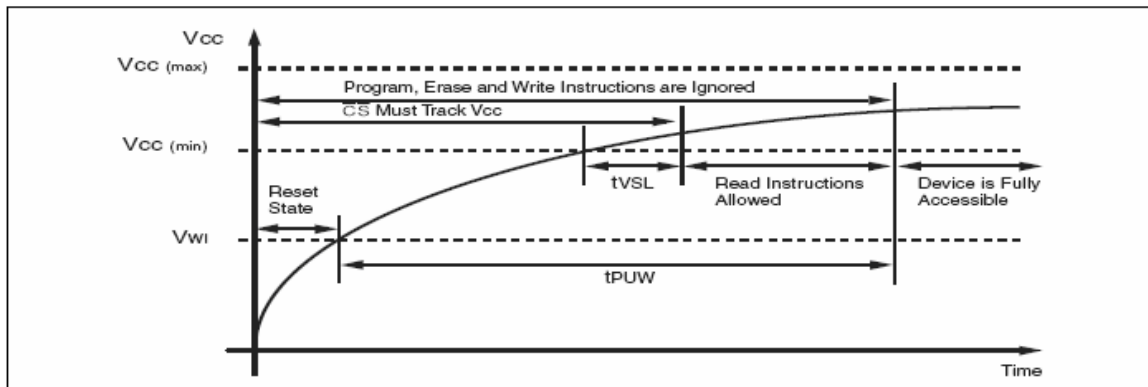 Vcc
Vcc (max)
Program, Erase and Write Instructions are Ignored
CS Must Track Vcc
Vcc (min)
Reset
State
tVSL
Read Instructions
Allowed
Device is Fully
Accessible
VWI
tPUW
Time